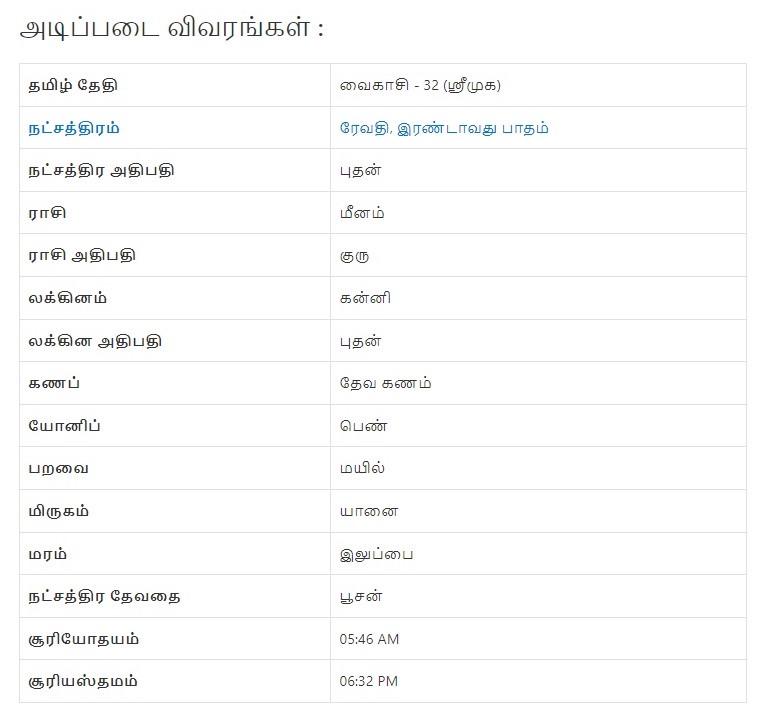 அடிப்படை விவரங்கள் :
தமிழ் தேதி வைகாசி - 32 (ஸ்ரீமுக)
நட்சத்திரம் ரேவதி, இரண்டாவது பாதம்
நட்சத்திர அதிபதி புதன்
ராசி மீனம்
ராசி அதிபதி குரு
லக்கினம் கன்னி
லக்கின அதிபதி புதன்
கணப் தேவ கணம்
யோனிப் பெண்
பறவை மயில்
மிருகம் யானை
மரம் இலுப்பை
நட்சத்திர தேவதை பூசன்
சூரியோதயம் 05:46 AM
சூரியஸ்தமம் 06:32 PM